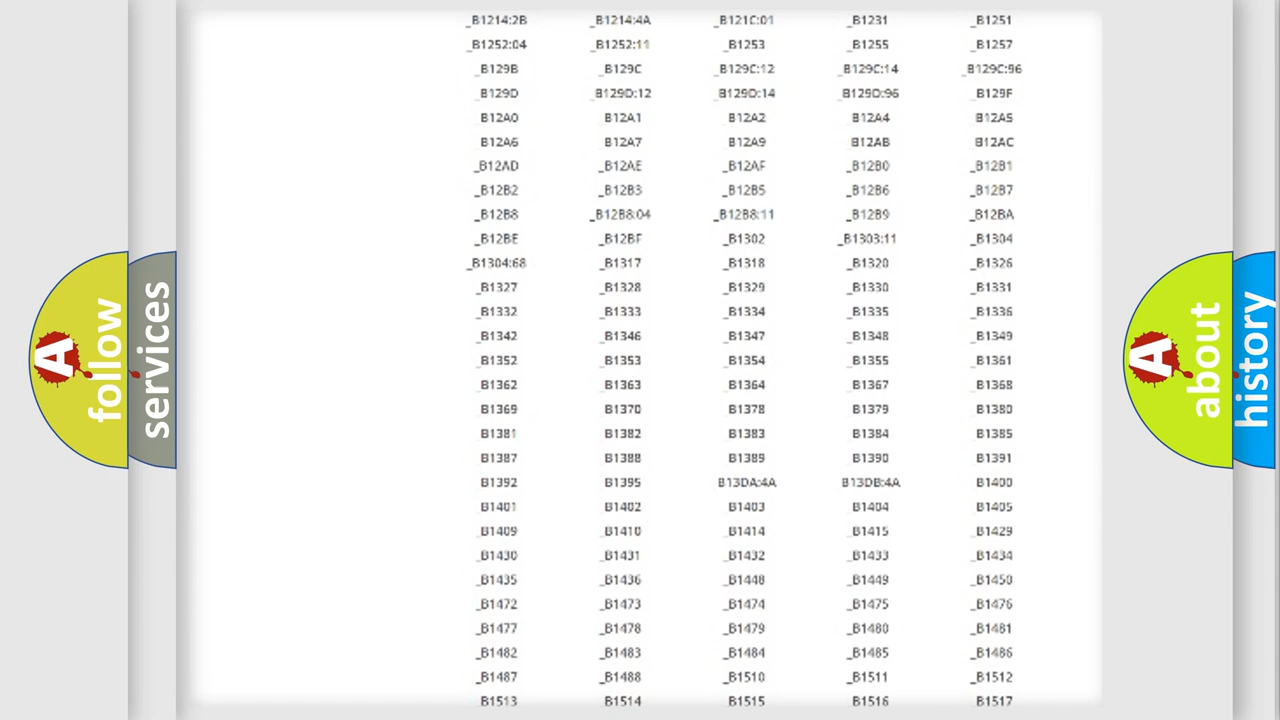 _B1214:2B _B1214:4A _B121C:01 _B1231 _B1251
_B1252:04 _B1252:11 _B1253 _B1255 _B1257
_B129B _B129C _B129C:12 _B129C:14 _B129C:96
_B129D _B129D:12 _B129D:14 _B129D:96 _B129F
_B12A0 _B12A1 _B12A2 _B12A4 _B12A5
_B12A6 _B12A7 _B12A9 _B12AB _B12AC
_B12AD _B12AE _B12AF _B12B0 _B12B1
_B12B2 _B12B3 _B12B5 _B12B6 _B12B7
_B12B8 _B12B8:04 _B12B8:11 _B12B9 _B12BA
_B12BE _B12BF _B1302 _B1303:11 _B1304
_B1304:68 _B1317 _B1318 _B1320 _B1326
_B1327 _B1328 _B1329 _B1330 _B1331
_B1332 _B1333 _B1334 _B1335 _B1336
_B1342 _B1346 _B1347 _B1348 _B1349
_B1352 _B1353 _B1354 _B1355 _B1361
_B1362 _B1363 _B1364 _B1367 _B1368
_B1369 _B1370 _B1378 _B1379 _B1380
_B1381 _B1382 _B1383 _B1384 _B1385
_B1387 _B1388 _B1389 _B1390 _B1391
_B1392 _B1395 _B13DA:4A _B13DB:4A _B1400
_B1401 _B1402 _B1403 _B1404 _B1405
_B1409 _B1410 _B1414 _B1415 _B1429
_B1430 _B1431 _B1432 _B1433 _B1434
_B1435 _B1436 _B1448 _B1449 _B1450
_B1472 _B1473 _B1474 _B1475 _B1476
_B1477 _B1478 _B1479 _B1480 _B1481
_B1482 _B1483 _B1484 _B1485 _B1486
_B1487 _B1488 _B1510 _B1511 _B1512
_B1513 _B1514 _B1515 _B1516 _B1517
A
follow
services
A
about
history